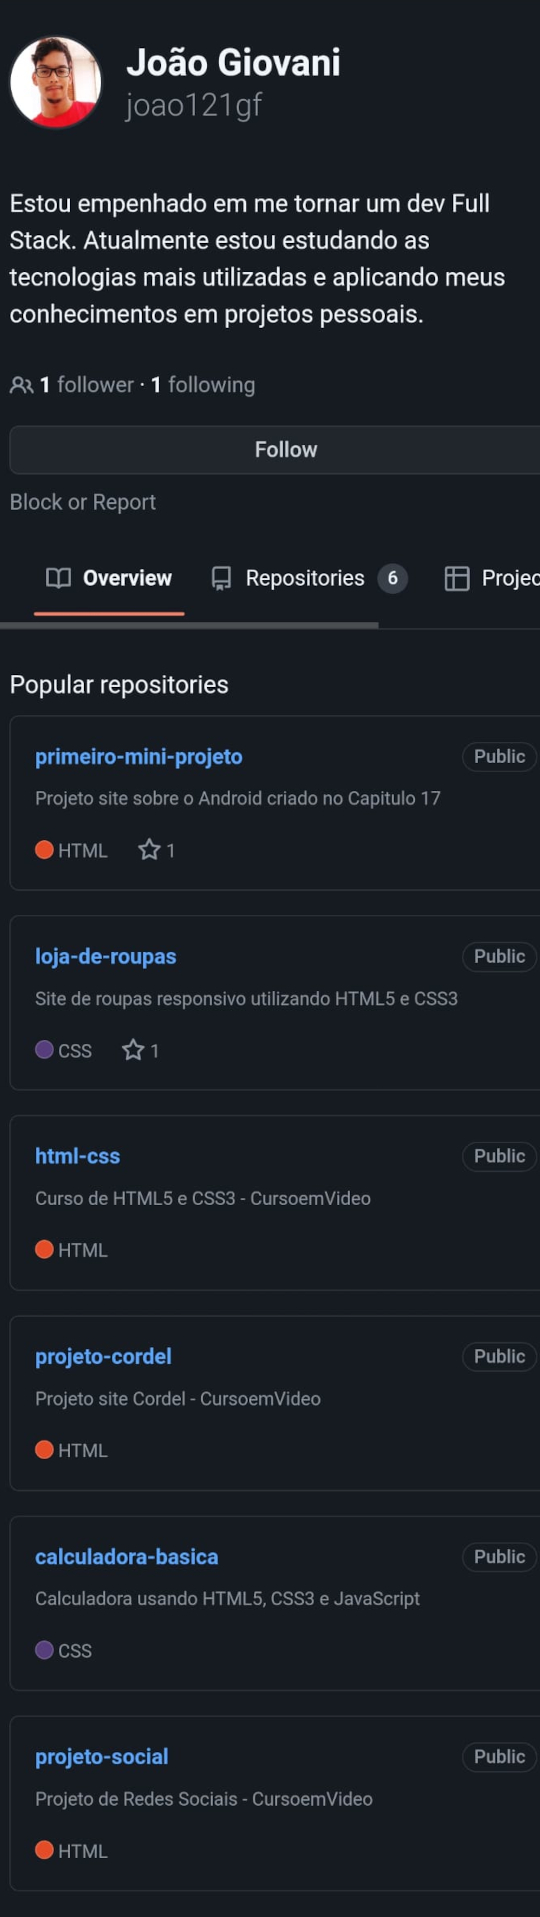 João Giovani
joao121gf
Estou empenhado em me tornar um dev Full
Stack. Atualmente estou estudando as
tecnologias mais utilizadas e aplicando meus
conhecimentos em projetos pessoais.
1 follower · 1 following
Follow
Block or Report
Overview Repositories 6 Projec
Popular repositories
primeiro-mini-projeto Public
Projeto site sobre o Android criado no Capitulo 17
HTML 1
loja-de-roupas Public
Site de roupas responsivo utilizando HTML5 e CSS3
CSS 1
html-css Public
Curso de HTML5 e CSS3 - CursoemVideo
HTML
projeto-cordel Public
Projeto site Cordel - CursoemVideo
HTML
calculadora-basica Public
Calculadora usando HTML5, CSS3 e JavaScript
CSS
projeto-social Public
Projeto de Redes Sociais - CursoemVideo
HTML